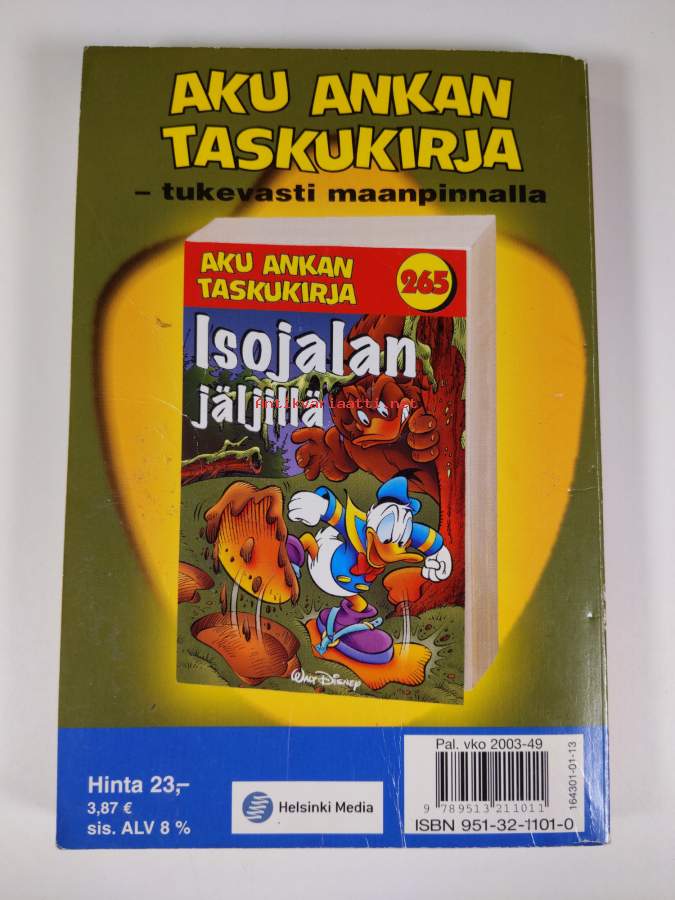 AKU ANKAN
TASKUKIRJA
– tukevasti maanpinnalla
AKU ANKAN
TASKUKIRJA
265
Isojalan
jäljillä
Antikvariaatti.net
WALT DISNEY
Hinta 23,–
3,87 €
sis. ALV 8 %
Helsinki Media
Pal. vko 2003-49
9 789513 211011
ISBN 951-32-1101-0
164301-01-13